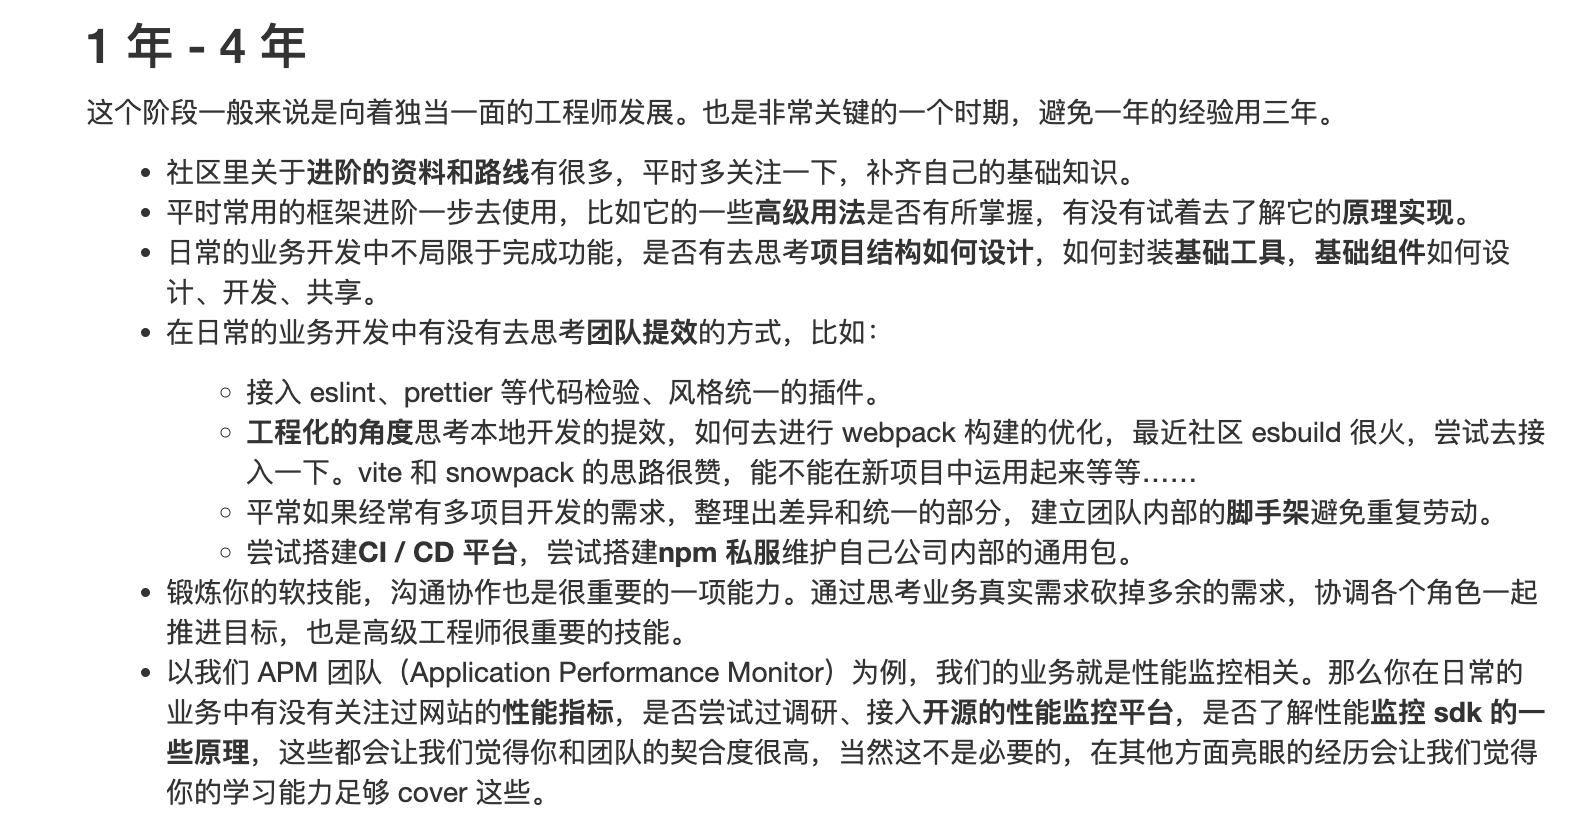 1 年 - 4 年
这个阶段一般来说是向着独当一面的工程师发展。也是非常关键的一个时期，避免一年的经验用三年。
• 社区里关于进阶的资料和路线有很多，平时多关注一下，补齐自己的基础知识。
• 平时常用的框架进阶一步去使用，比如它的一些高级用法是否有所掌握，有没有试着去了解它的原理实现。
• 日常的业务开发中不局限于完成功能，是否有去思考项目结构如何设计，如何封装基础工具，基础组件如何设
计、开发、共享。
• 在日常的业务开发中有没有去思考团队提效的方式，比如：
◦ 接入 eslint、prettier 等代码检验、风格统一的插件。
◦ 工程化的角度思考本地开发的提效，如何去进行 webpack 构建的优化，最近社区 esbuild 很火，尝试去接
入一下。vite 和 snowpack 的思路很赞，能不能在新项目中运用起来等等……
◦ 平常如果经常有多项目开发的需求，整理出差异和统一的部分，建立团队内部的脚手架避免重复劳动。
◦ 尝试搭建CI / CD 平台，尝试搭建npm 私服维护自己公司内部的通用包。
• 锻炼你的软技能，沟通协作也是很重要的一项能力。通过思考业务真实需求砍掉多余的需求，协调各个角色一起
推进目标，也是高级工程师很重要的技能。
• 以我们 APM 团队（Application Performance Monitor）为例，我们的业务就是性能监控相关。那么你在日常的
业务中有没有关注过网站的性能指标，是否尝试过调研、接入开源的性能监控平台，是否了解性能监控 sdk 的一
些原理，这些都会让我们觉得你和团队的契合度很高，当然这不是必要的，在其他方面亮眼的经历会让我们觉得
你的学习能力足够 cover 这些。